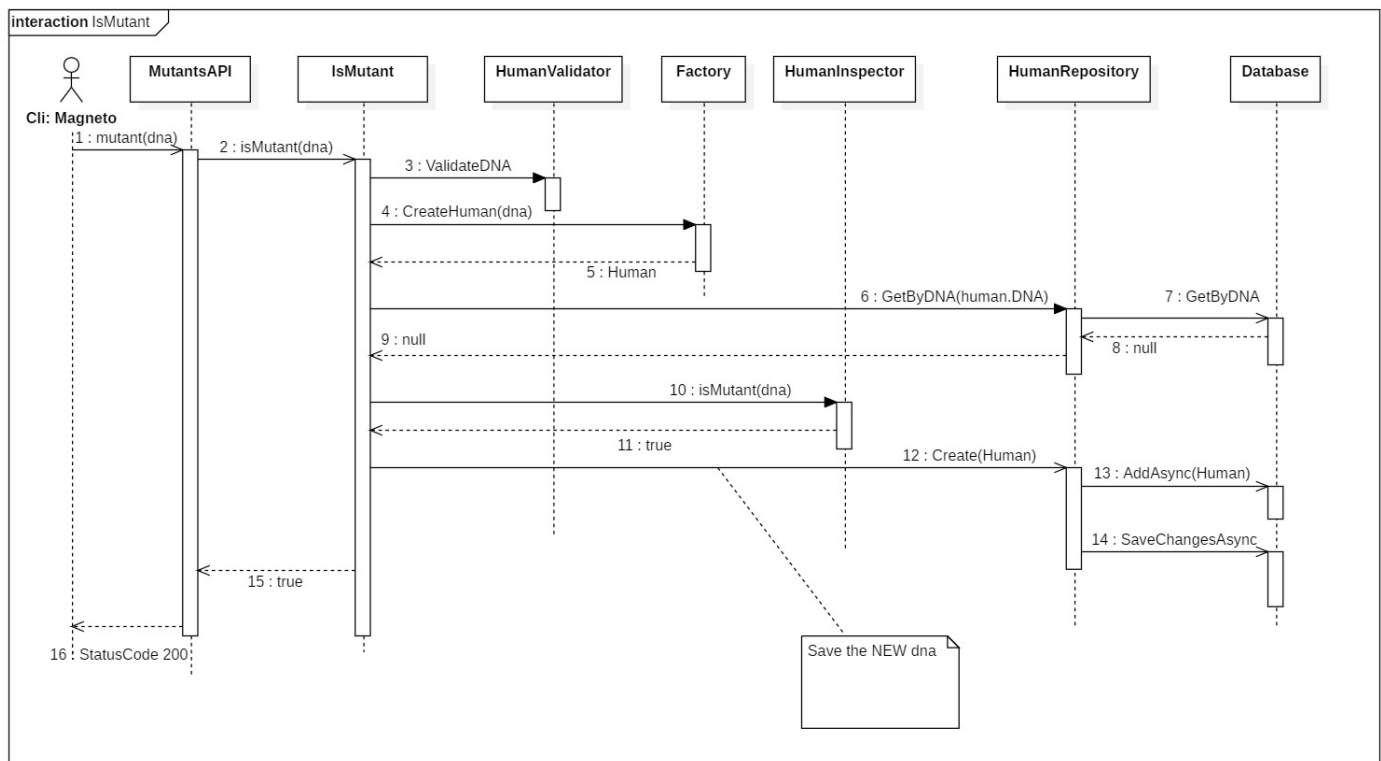 interaction IsMutant
MutantsAPI
IsMutant
HumanValidator
Factory
HumanInspector
HumanRepository
Database
Cli: Magneto
1 : mutant(dna)
2 : isMutant(dna)
3 : ValidateDNA
4 : CreateHuman(dna)
5 : Human
6 : GetByDNA(human.DNA)
7 : GetByDNA
8 : null
9 : null
10 : isMutant(dna)
11 : true
12 : Create(Human)
13 : AddAsync(Human)
14 : SaveChangesAsync
15 : true
16 : StatusCode 200
Save the NEW dna